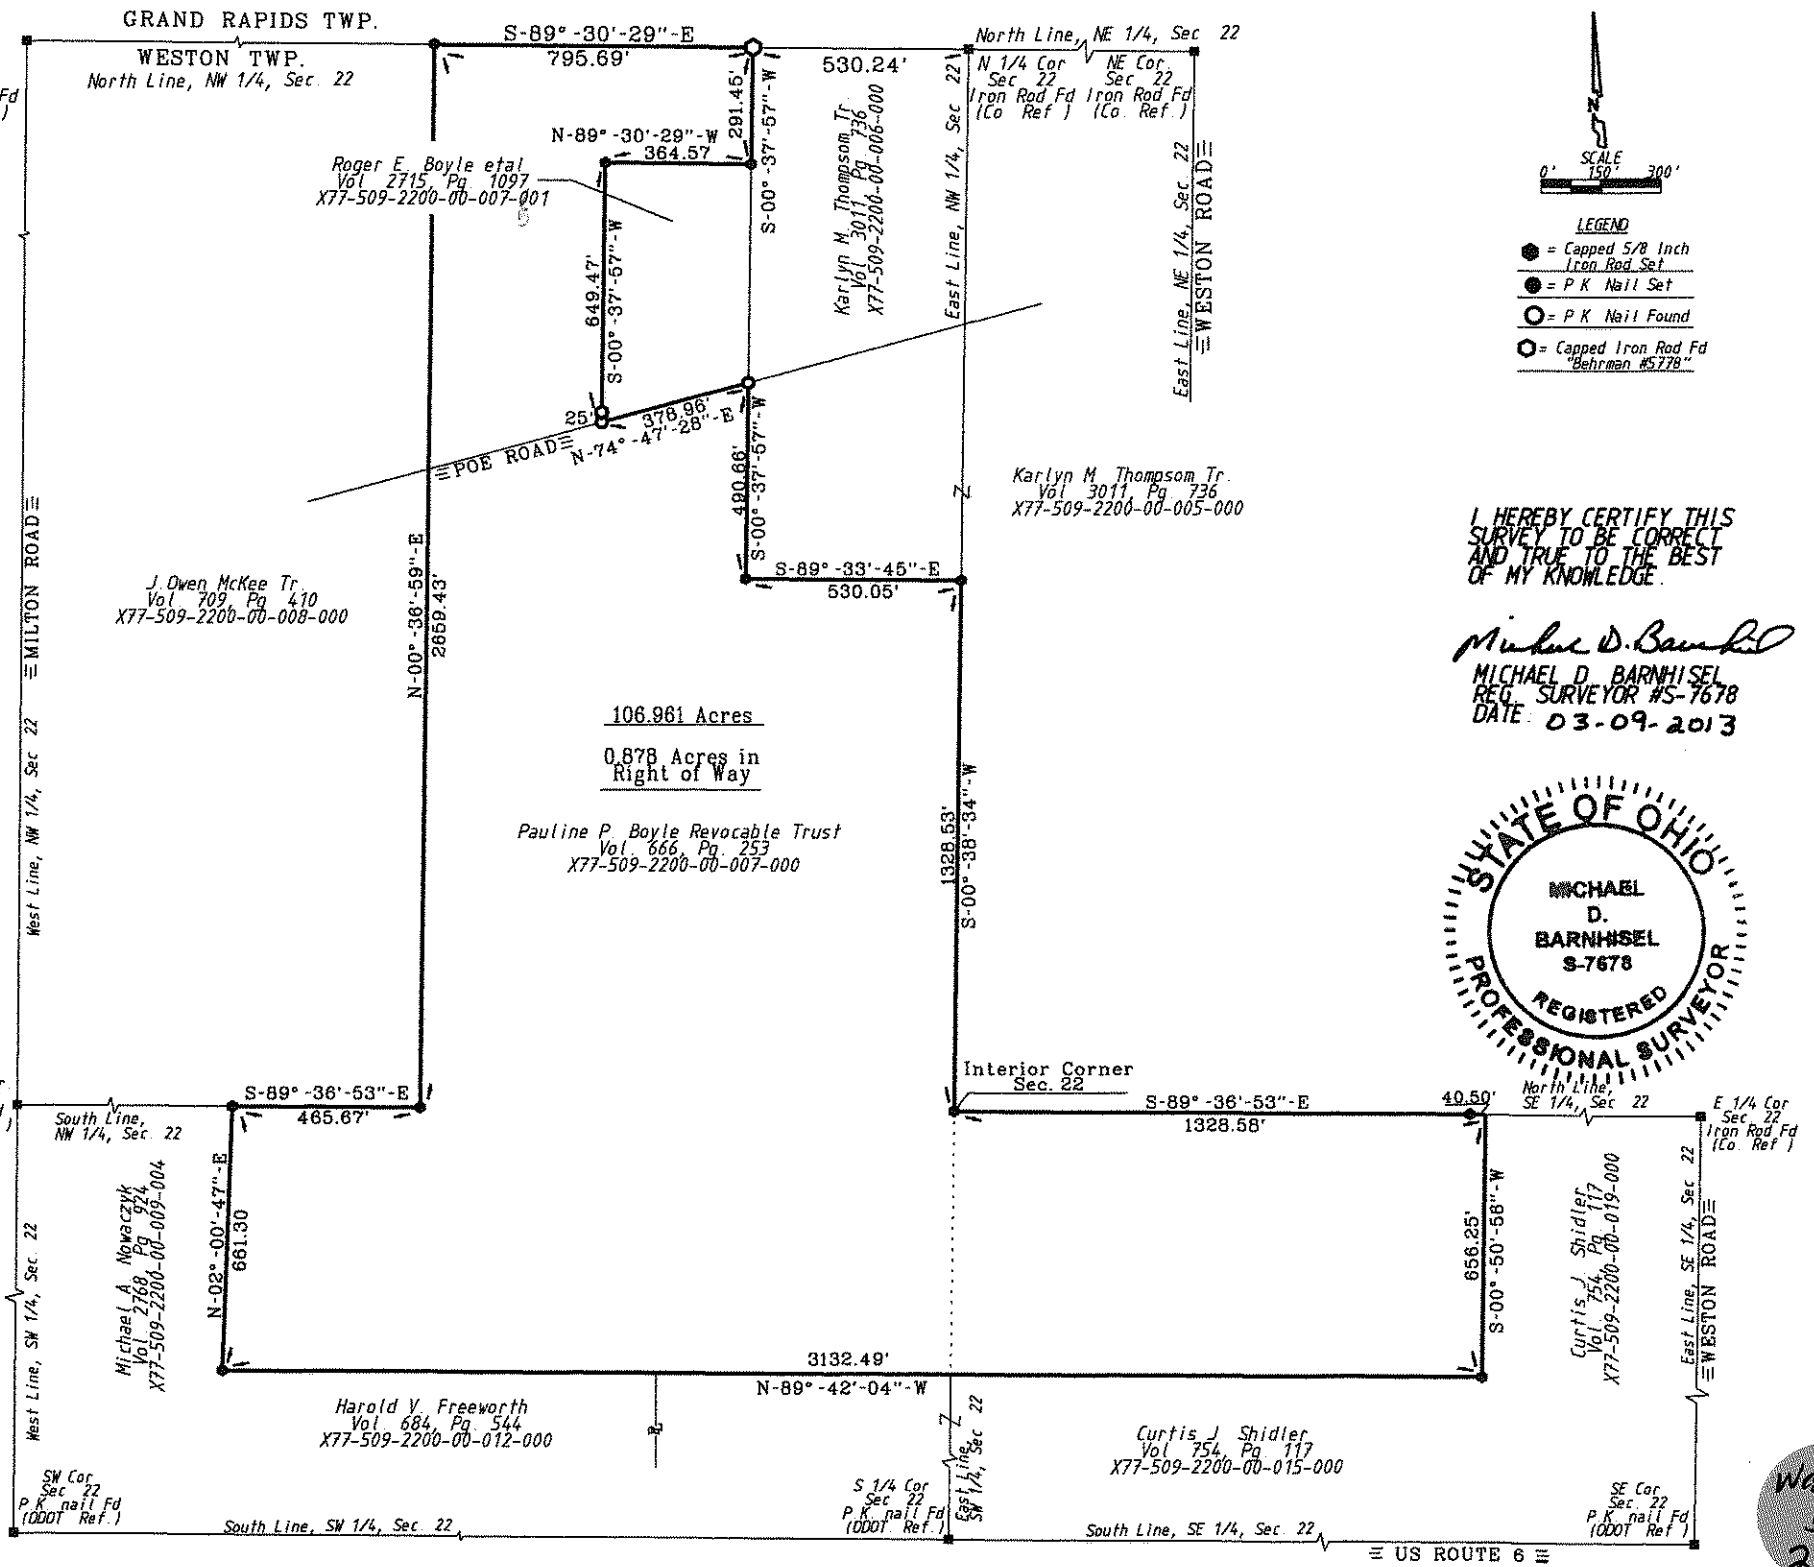 GRAND RAPIDS TWP.
WESTON TWP.
North Line, NW 1/4, Sec. 22
S-89°-30'-29"-E
795.69'
530.24'
North Line, NE 1/4, Sec 22
N 1/4 Cor
Sec 22
Iron Rod Fd
(Co Ref )
NE Cor.
Sec. 22
Iron Rod Fd
(Co. Ref.)
Fd
)
291.45'
S-00°-37'-57"-W
N-89°-30'-29"-W
364.57
Roger E. Boyle etal
Vol 2715, Pg. 1097
X77-509-2200-00-007-001
Karlyn M Thompsom Tr.
Vol 3011 Pg 736
X77-509-2200-00-006-000
East Line, NW 1/4, Sec 22
East Line, NE 1/4, Sec. 22
WESTON ROAD
N
SCALE
0' 150' 300'
LEGEND
= Capped 5/8 Inch
Iron Rod Set
= P K Nail Set
= P K Nail Found
= Capped Iron Rod Fd
"Behrman #5778"
649.47'
S-00°-37'-57"-W
25'
378.96'
N-74°-47'-28"-E
POE ROAD
490.66'
S-00°-37'-57"-W
S-89°-33'-45"-E
530.05'
Karlyn M Thompsom Tr.
Vol 3011, Pg 736
X77-509-2200-00-005-000
MILTON ROAD
West Line, NW 1/4, Sec 22
J. Owen McKee Tr.
Vol 709, Pg 410
X77-509-2200-00-008-000
N-00°-36'-59"-E
2659.43'
I HEREBY CERTIFY THIS
SURVEY TO BE CORRECT
AND TRUE TO THE BEST
OF MY KNOWLEDGE.
MICHAEL D BARNHISEL
REG. SURVEYOR #S-7678
DATE: 03-09-2013
106.961 Acres
0.878 Acres in
Right of Way
Pauline P. Boyle Revocable Trust
Vol. 666, Pg. 253
X77-509-2200-00-007-000
1328.53'
S-00°-38'-34"-W
STATE OF OHIO
MICHAEL
D.
BARNHISEL
S-7678
REGISTERED
PROFESSIONAL SURVEYOR
Interior Corner
Sec. 22
S-89°-36'-53"-E
465.67'
South Line,
NW 1/4, Sec. 22
S-89°-36'-53"-E
1328.58'
40.50'
North Line,
SE 1/4, Sec 22
E 1/4 Cor
Sec 22
Iron Rod Fd
(Co. Ref )
Michael A Nowaczyk
Vol 2768, Pg 924
X77-509-2200-00-009-004
N-02°-00'-47"-E
661.30
West Line, SW 1/4, Sec. 22
656.25'
S-00°-50'-58"-W
Curtis J Shidler
Vol. 754, Pg 117
X77-509-2200-00-019-000
East Line, SE 1/4, Sec 22
WESTON ROAD
3132.49'
N-89°-42'-04"-W
Harold V. Freeworth
Vol 684, Pg 544
X77-509-2200-00-012-000
PL
East Line,
SW 1/4, Sec 22
Curtis J Shidler
Vol 754, Pg 117
X77-509-2200-00-015-000
SW Cor
Sec 22
P.K. nail Fd
(ODOT Ref.)
S 1/4 Cor
Sec 22
P.K. nail Fd
(ODOT Ref.)
SE Cor
Sec. 22
P.K. nail Fd
(ODOT Ref )
South Line, SW 1/4, Sec. 22
South Line, SE 1/4, Sec. 22
US ROUTE 6